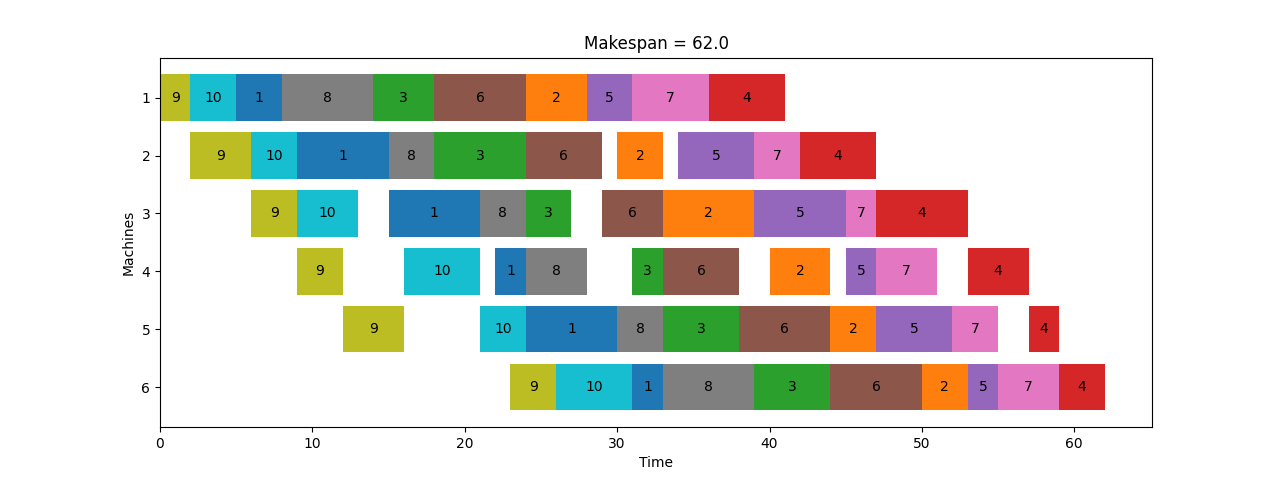 Makespan = 62.0
Machines
1 9 10 1 8 3 6 2 5 7 4
2 9 10 1 8 3 6 2 5 7 4
3 9 10 1 8 3 6 2 5 7 4
4 9 10 1 8 3 6 2 5 7 4
5 9 10 1 8 3 6 2 5 7 4
6 9 10 1 8 3 6 2 5 7 4
0 10 20 30 40 50 60
Time